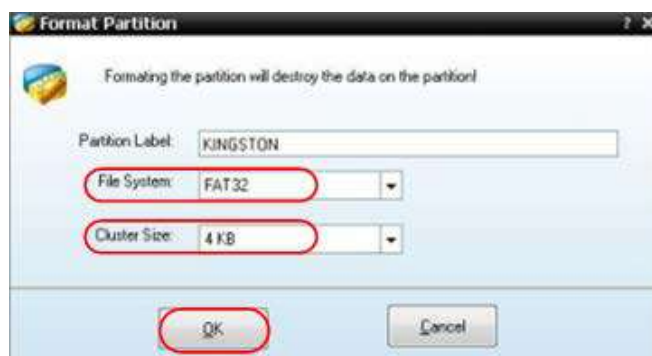 Format Partition
? X
Formating the partition will destroy the data on the partition!
Partition Label: KINGSTON
File System: FAT32
Cluster Size: 4 KB
OK Cancel